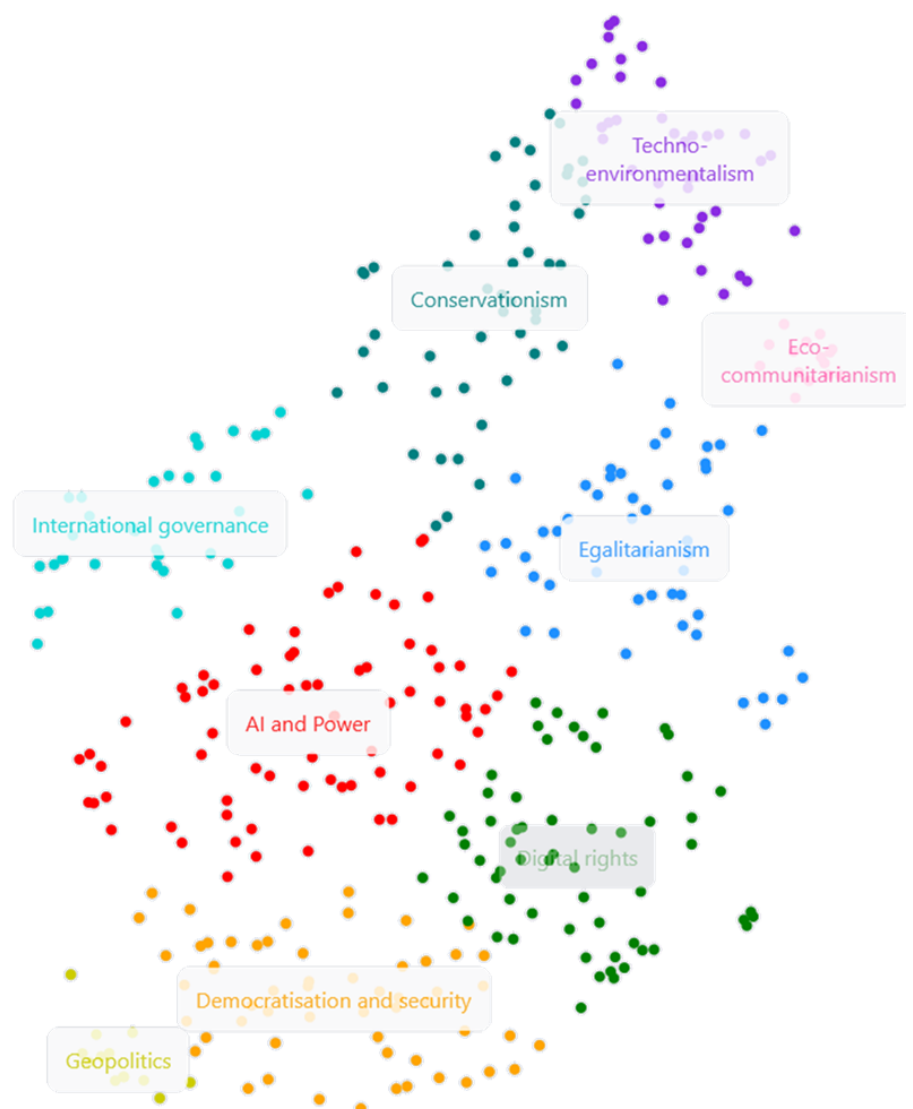 Techno-
environmentalism
Conservationism
Eco-
communitarianism
International governance
Egalitarianism
AI and Power
Digital rights
Democratisation and security
Geopolitics